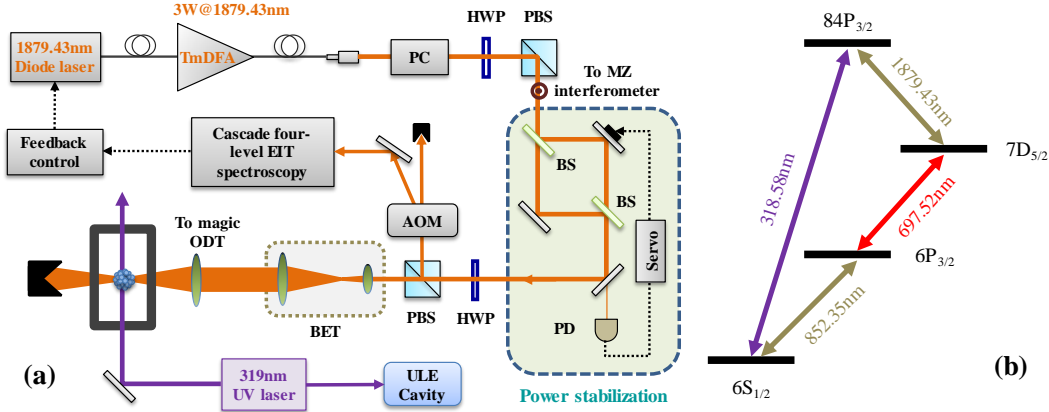 3W@1879.43nm
HWP
PBS
1879.43nm
Diode laser
TmDFA
PC
To MZ
interferometer
Feedback
control
Cascade four-
level EIT
spectroscopy
BS
BS
AOM
Servo
To magic
ODT
BET
PBS
HWP
PD
(a)
319nm
UV laser
ULE
Cavity
Power stabilization
84P3/2
1879.43nm
7D5/2
318.58nm
697.52nm
6P3/2
852.35nm
6S1/2
(b)